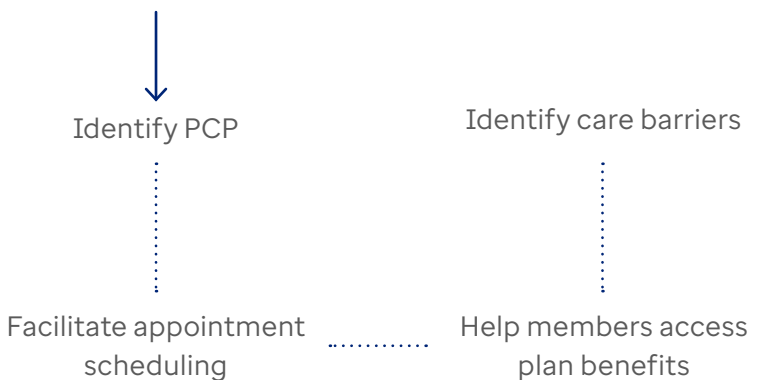 Identify PCP
Identify care barriers
Facilitate appointment
scheduling
Help members access
plan benefits